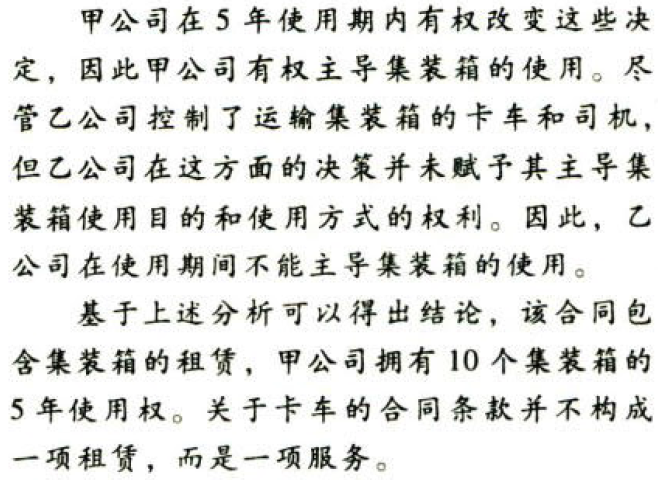 甲公司在 5 年使用期内有权改变这些决
定，因此甲公司有权主导集装箱的使用。尽
管乙公司控制了运输集装箱的卡车和司机，
但乙公司在这方面的决策并未赋予其主导集
装箱使用目的和使用方式的权利。因此，乙
公司在使用期间不能主导集装箱的使用。
基于上述分析可以得出结论，该合同包
含集装箱的租赁，甲公司拥有 10 个集装箱的
5 年使用权。关于卡车的合同条款并不构成
一项租赁，而是一项服务。